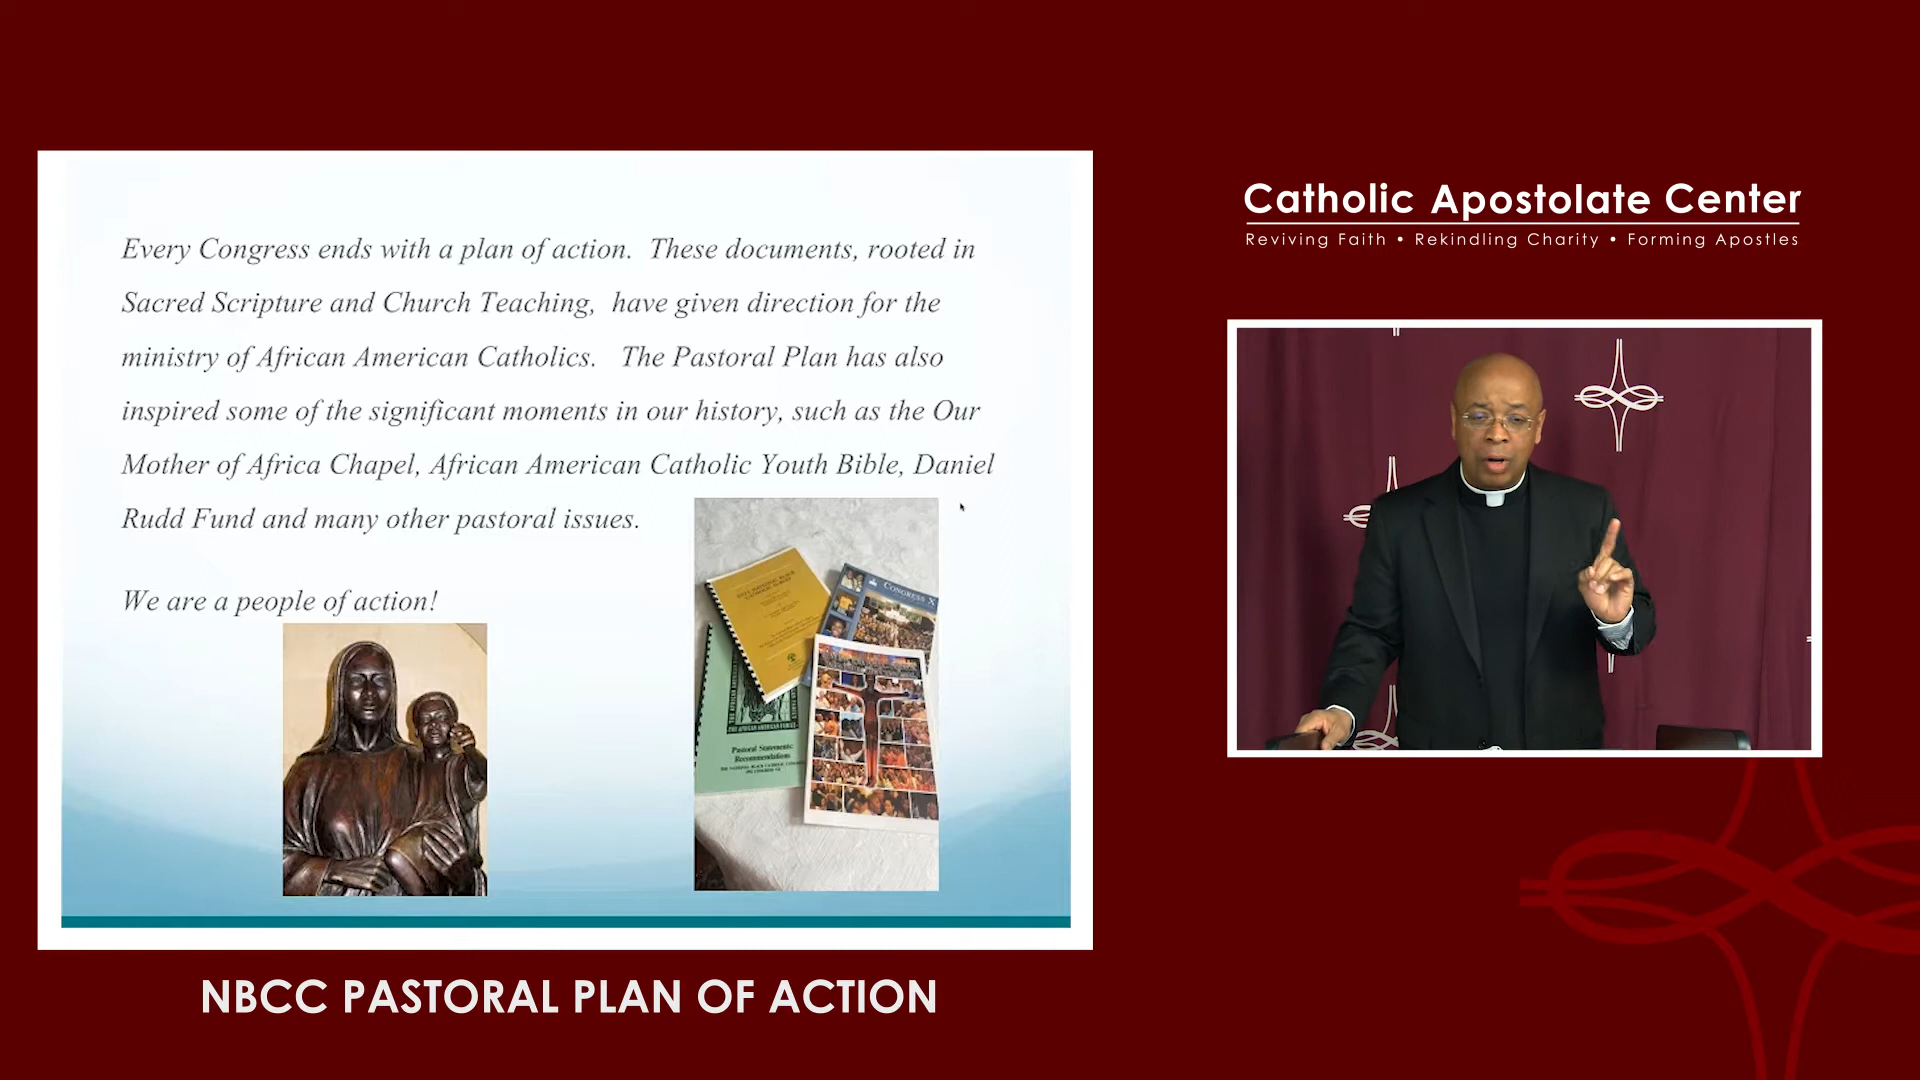 Every Congress ends with a plan of action. These documents, rooted in
Sacred Scripture and Church Teaching, have given direction for the
ministry of African American Catholics. The Pastoral Plan has also
inspired some of the significant moments in our history, such as the Our
Mother of Africa Chapel, African American Catholic Youth Bible, Daniel
Rudd Fund and many other pastoral issues.
We are a people of action!
CONGRESS X
Pastoral Statements:
Recommendations
NBCC PASTORAL PLAN OF ACTION
Catholic Apostolate Center
Reviving Faith • Rekindling Charity • Forming Apostles